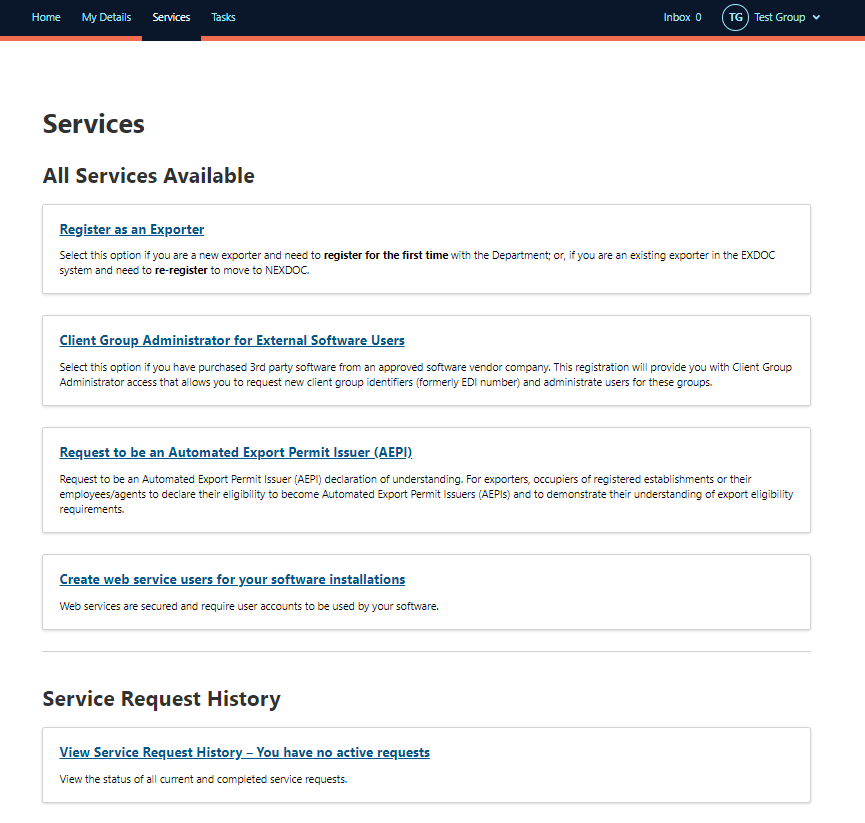 Home My Details Services Tasks Inbox 0 TG Test Group
Services
All Services Available
Register as an Exporter
Select this option if you are a new exporter and need to register for the first time with the Department; or, if you are an existing exporter in the EXDOC
system and need to re-register to move to NEXDOC.
Client Group Administrator for External Software Users
Select this option if you have purchased 3rd party software from an approved software vendor company. This registration will provide you with Client Group
Administrator access that allows you to request new client group identifiers (formerly EDI number) and administrate users for these groups.
Request to be an Automated Export Permit Issuer (AEPI)
Request to be an Automated Export Permit Issuer (AEPI) declaration of understanding. For exporters, occupiers of registered establishments or their
employees/agents to declare their eligibility to become Automated Export Permit Issuers (AEPIs) and to demonstrate their understanding of export eligibility
requirements.
Create web service users for your software installations
Web services are secured and require user accounts to be used by your software.
Service Request History
View Service Request History – You have no active requests
View the status of all current and completed service requests.